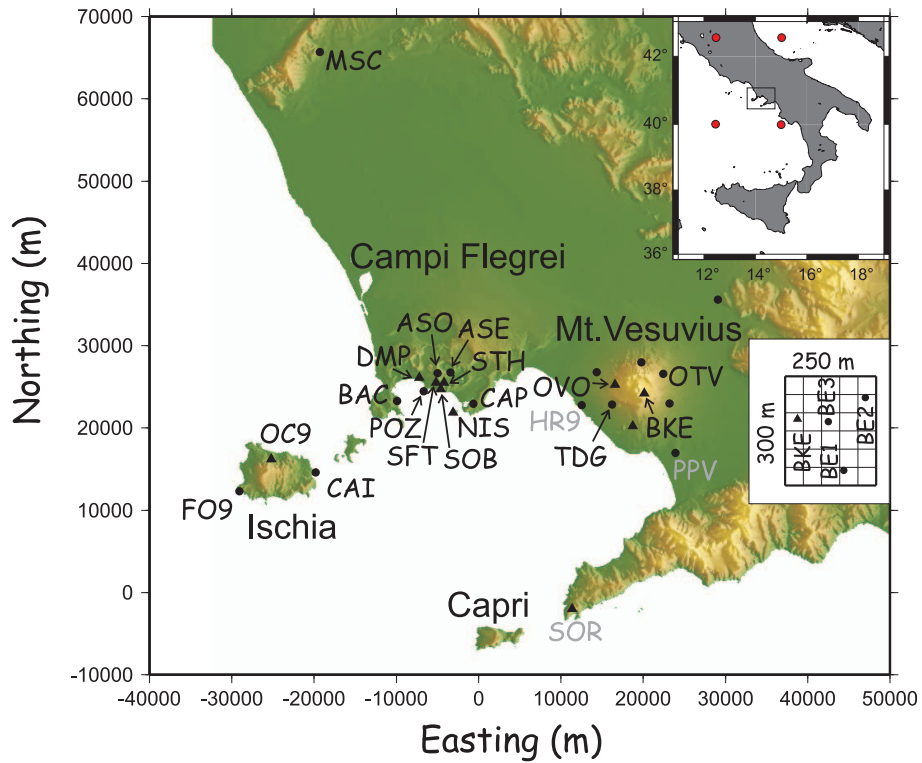 70000
60000
50000
40000
30000
20000
10000
0
-10000
Northing (m)
-40000 -30000 -20000 -10000 0 10000 20000 30000 40000 50000
Easting (m)
MSC
Campi Flegrei
ASO ASE
DMP STH
BAC CAP
POZ NIS
SFT SOB
OC9
CAI
FO9
Ischia
Capri
SOR
Mt.Vesuvius
OVO OTV
HR9
TDG BKE
PPV
42°
40°
38°
36°
12° 14° 16° 18°
250 m
300 m
BKE
BE3
BE1
BE2